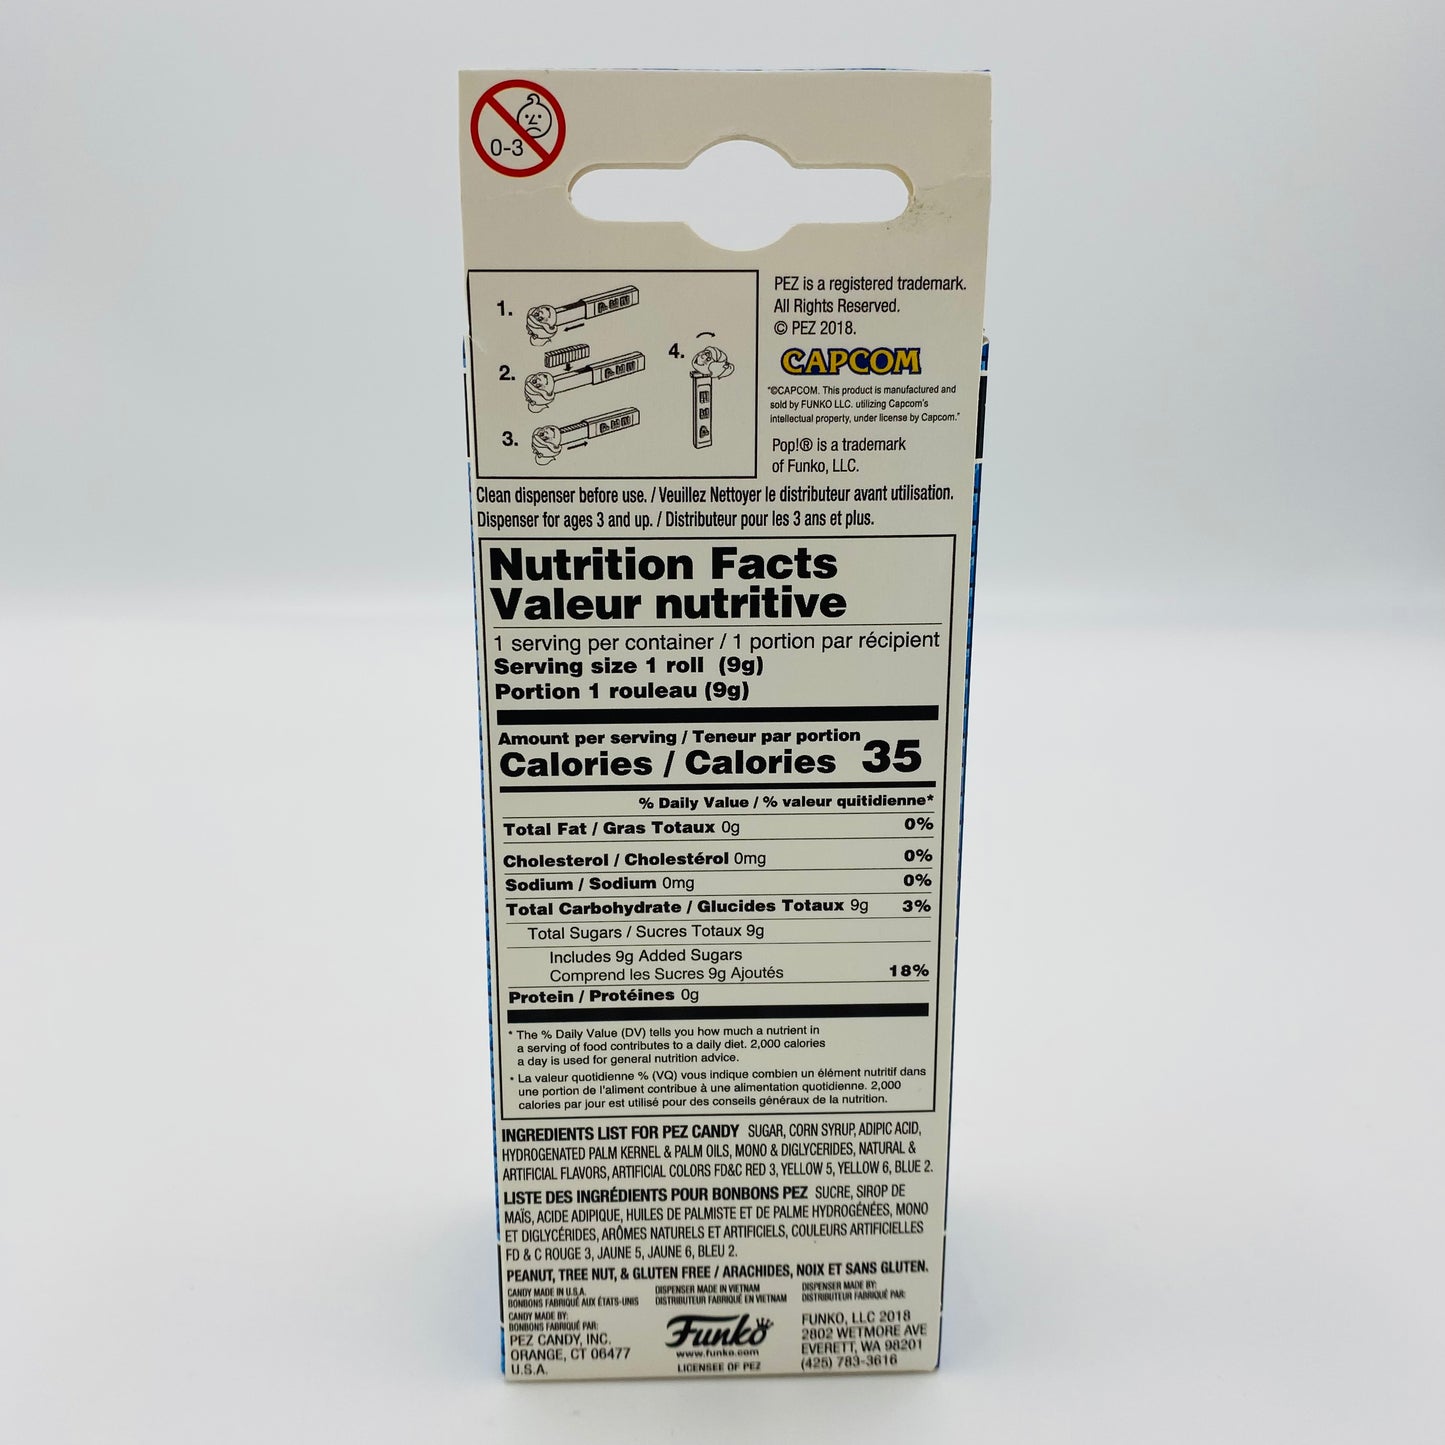 0-3
PEZ is a registered trademark.
All Rights Reserved.
© PEZ 2018.
CAPCOM
"©CAPCOM. This product is manufactured and
sold by FUNKO LLC. utilizing Capcom's
intellectual property, under license by Capcom."
Pop!® is a trademark
of Funko, LLC.
1.
2.
3.
4.
Clean dispenser before use. / Veuillez Nettoyer le distributeur avant utilisation.
Dispenser for ages 3 and up. / Distributeur pour les 3 ans et plus.
Nutrition Facts
Valeur nutritive
1 serving per container / 1 portion par récipient
Serving size 1 roll (9g)
Portion 1 rouleau (9g)
Amount per serving / Teneur par portion
Calories / Calories 35
% Daily Value / % valeur quitidienne*
Total Fat / Gras Totaux 0g 0%
Cholesterol / Cholestérol 0mg 0%
Sodium / Sodium 0mg 0%
Total Carbohydrate / Glucides Totaux 9g 3%
Total Sugars / Sucres Totaux 9g
Includes 9g Added Sugars
Comprend les Sucres 9g Ajoutés 18%
Protein / Protéines 0g
* The % Daily Value (DV) tells you how much a nutrient in
a serving of food contributes to a daily diet. 2,000 calories
a day is used for general nutrition advice.
* La valeur quotidienne % (VQ) vous indique combien un élément nutritif dans
une portion de l'aliment contribue à une alimentation quotidienne. 2,000
calories par jour est utilisé pour des conseils généraux de la nutrition.
INGREDIENTS LIST FOR PEZ CANDY SUGAR, CORN SYRUP, ADIPIC ACID,
HYDROGENATED PALM KERNEL & PALM OILS, MONO & DIGLYCERIDES, NATURAL &
ARTIFICIAL FLAVORS, ARTIFICIAL COLORS FD&C RED 3, YELLOW 5, YELLOW 6, BLUE 2.
LISTE DES INGRÉDIENTS POUR BONBONS PEZ SUCRE, SIROP DE
MAÏS, ACIDE ADIPIQUE, HUILES DE PALMISTE ET DE PALME HYDROGÉNÉES, MONO
ET DIGLYCÉRIDES, ARÔMES NATURELS ET ARTIFICIELS, COULEURS ARTIFICIELLES
FD & C ROUGE 3, JAUNE 5, JAUNE 6, BLEU 2.
PEANUT, TREE NUT, & GLUTEN FREE / ARACHIDES, NOIX ET SANS GLUTEN.
CANDY MADE IN U.S.A.
BONBONS FABRIQUÉ AUX ÉTATS-UNIS
CANDY MADE BY:
BONBONS FABRIQUÉ PAR:
PEZ CANDY, INC.
ORANGE, CT 06477
U.S.A.
DISPENSER MADE IN VIETNAM
DISTRIBUTEUR FABRIQUÉ EN VIETNAM
Funko
www.funko.com
LICENSEE OF PEZ
DISPENSER MADE BY:
DISTRIBUTEUR FABRIQUÉ PAR:
FUNKO, LLC 2018
2802 WETMORE AVE
EVERETT, WA 98201
(425) 783-3616